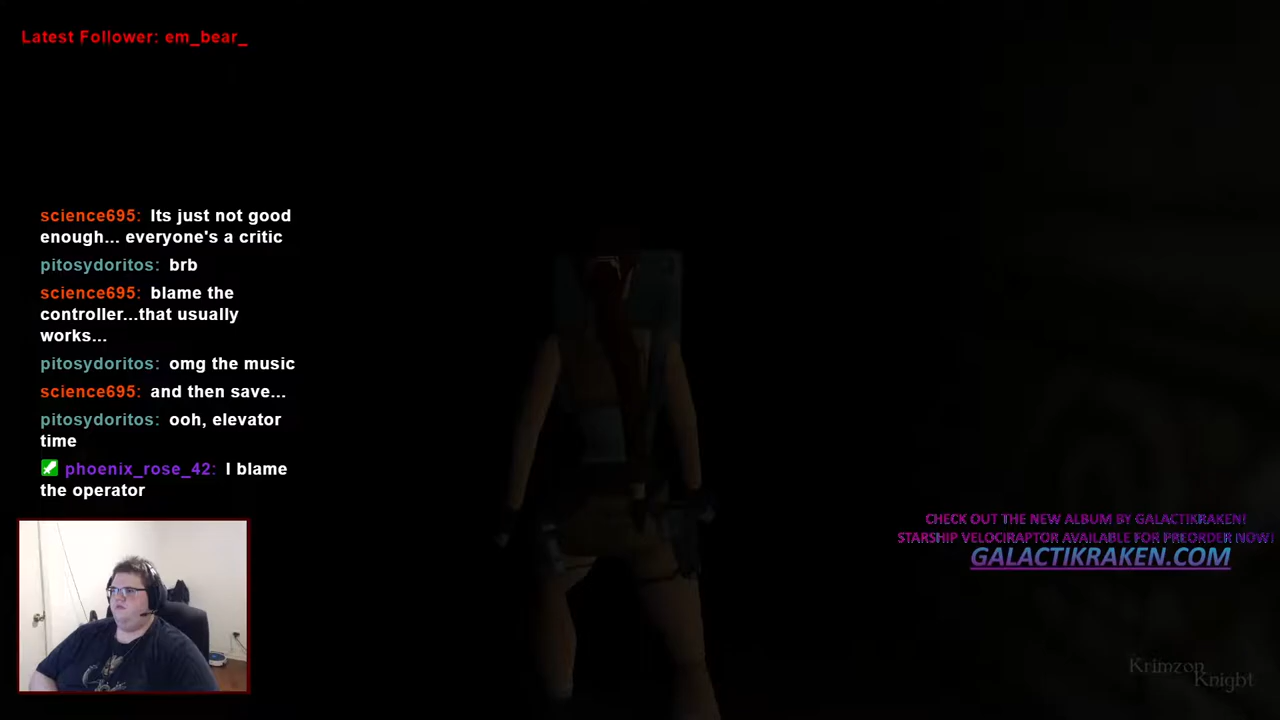 Latest Follower: em_bear_
science695: Its just not good
enough... everyone's a critic
pitosydoritos: brb
science695: blame the
controller...that usually
works...
pitosydoritos: omg the music
science695: and then save...
pitosydoritos: ooh, elevator
time
phoenix_rose_42: I blame
the operator
CHECK OUT THE NEW ALBUM BY GALACTIKRAKEN!
STARSHIP VELOCIRAPTOR AVAILABLE FOR PREORDER NOW!
GALACTIKRAKEN.COM
Krimzon
Knight